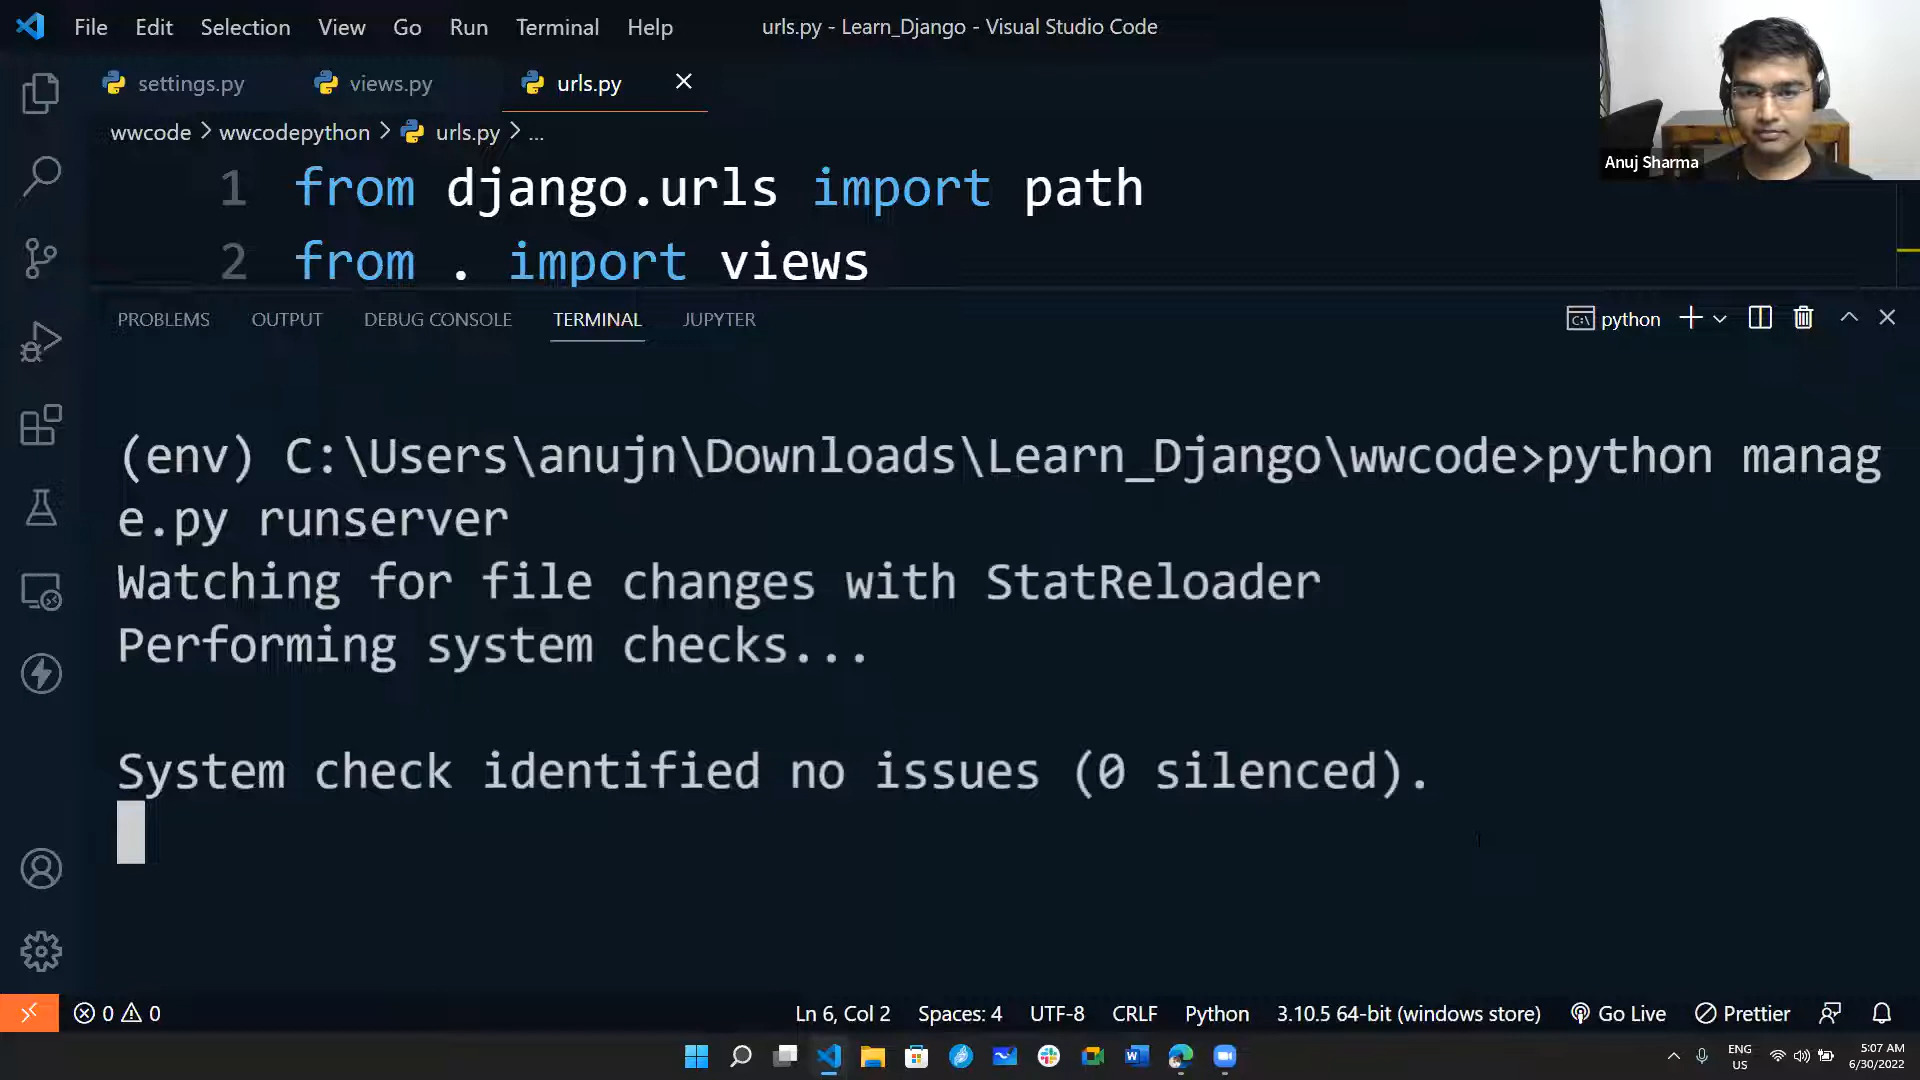 File Edit Selection View Go Run Terminal Help
urls.py - Learn_Django - Visual Studio Code
settings.py views.py urls.py
wwcode > wwcodepython > urls.py > ...
Anuj Sharma
1 from django.urls import path
2 from . import views
PROBLEMS OUTPUT DEBUG CONSOLE TERMINAL JUPYTER
python
(env) C:\Users\anujn\Downloads\Learn_Django\wwcode>python manag
e.py runserver
Watching for file changes with StatReloader
Performing system checks...
System check identified no issues (0 silenced).
0 0 Ln 6, Col 2 Spaces: 4 UTF-8 CRLF Python 3.10.5 64-bit (windows store) Go Live Prettier
ENG 5:07 AM
US 6/30/2022